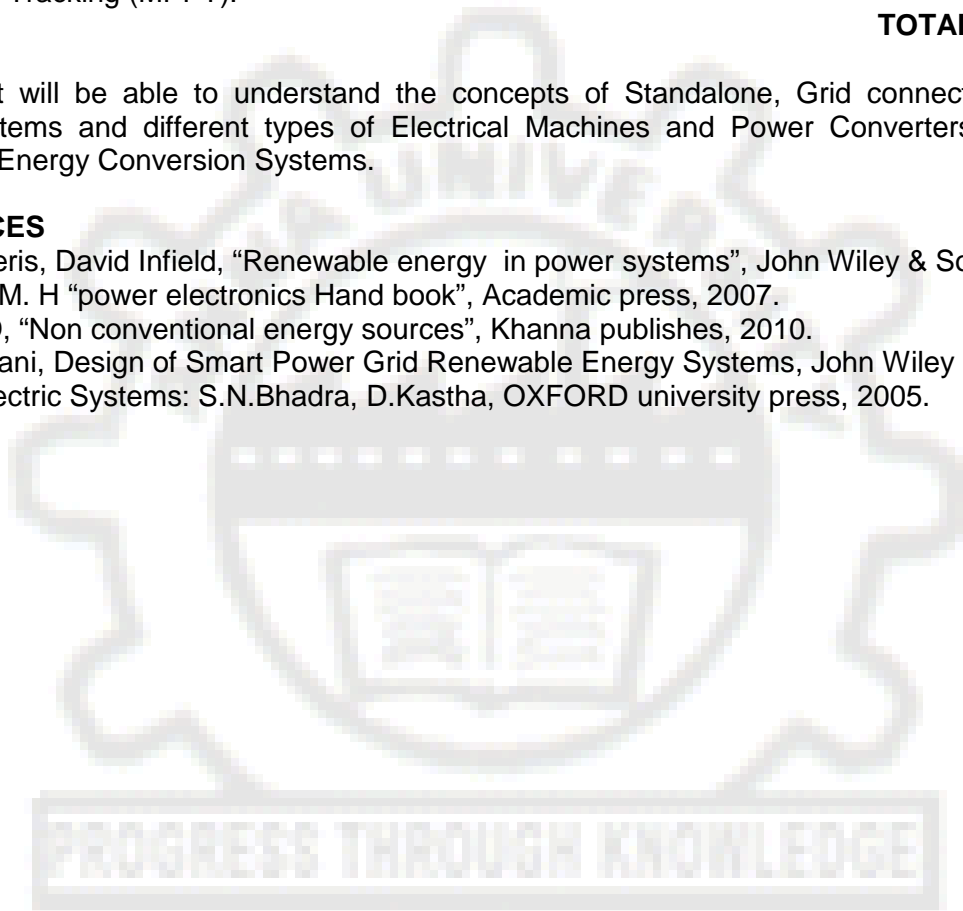 Tracking (MPPT).
TOTAL
t will be able to understand the concepts of Standalone, Grid connect
tems and different types of Electrical Machines and Power Converters
Energy Conversion Systems.
CES
eris, David Infield, “Renewable energy in power systems”, John Wiley & So
M. H “power electronics Hand book”, Academic press, 2007.
), “Non conventional energy sources”, Khanna publishes, 2010.
ani, Design of Smart Power Grid Renewable Energy Systems, John Wiley
ectric Systems: S.N.Bhadra, D.Kastha, OXFORD university press, 2005.
A UNIVER
PROGRESS THROUGH KNOWLEDGE